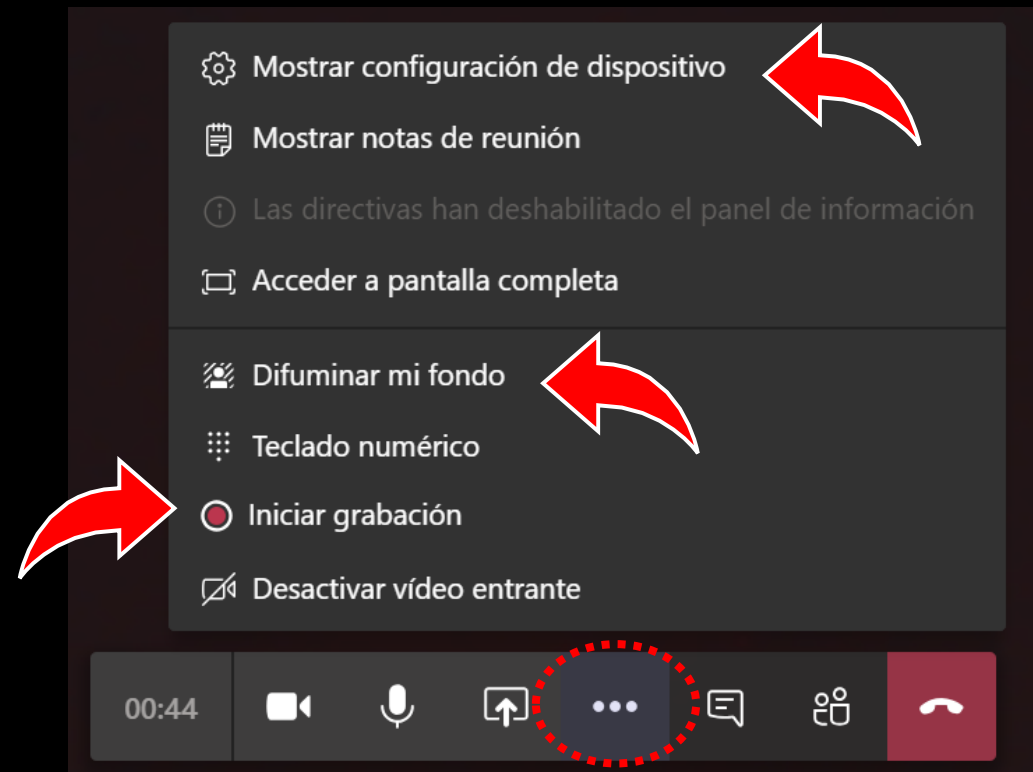 Mostrar configuración de dispositivo
Mostrar notas de reunión
Las directivas han deshabilitado el panel de información
Acceder a pantalla completa
Difuminar mi fondo
Teclado numérico
Iniciar grabación
Desactivar vídeo entrante
00:44